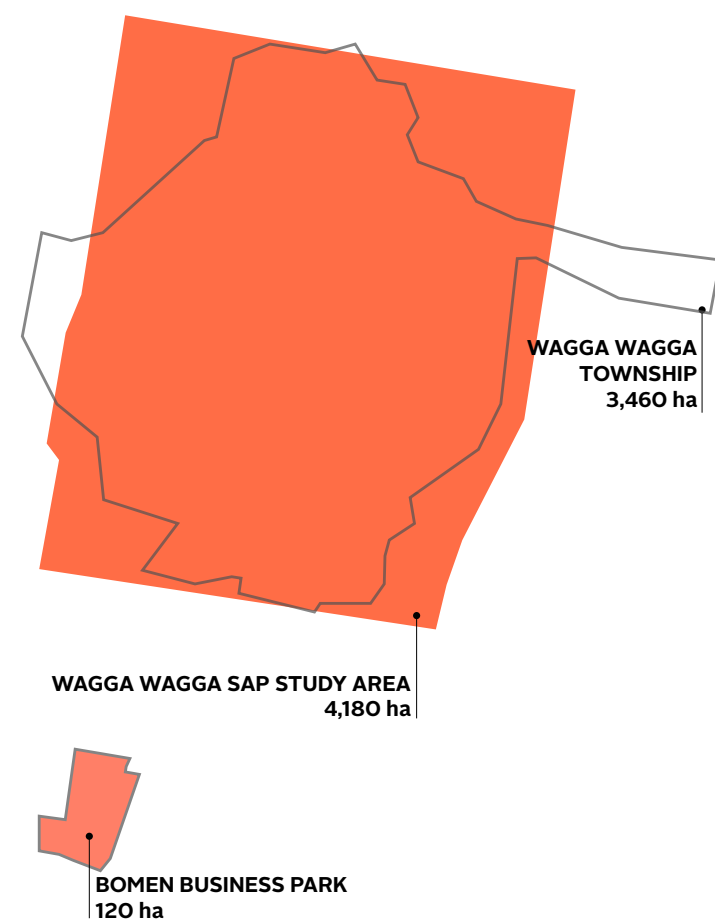 WAGGA WAGGA
TOWNSHIP
3,460 ha
WAGGA WAGGA SAP STUDY AREA
4,180 ha
BOMEN BUSINESS PARK
120 ha